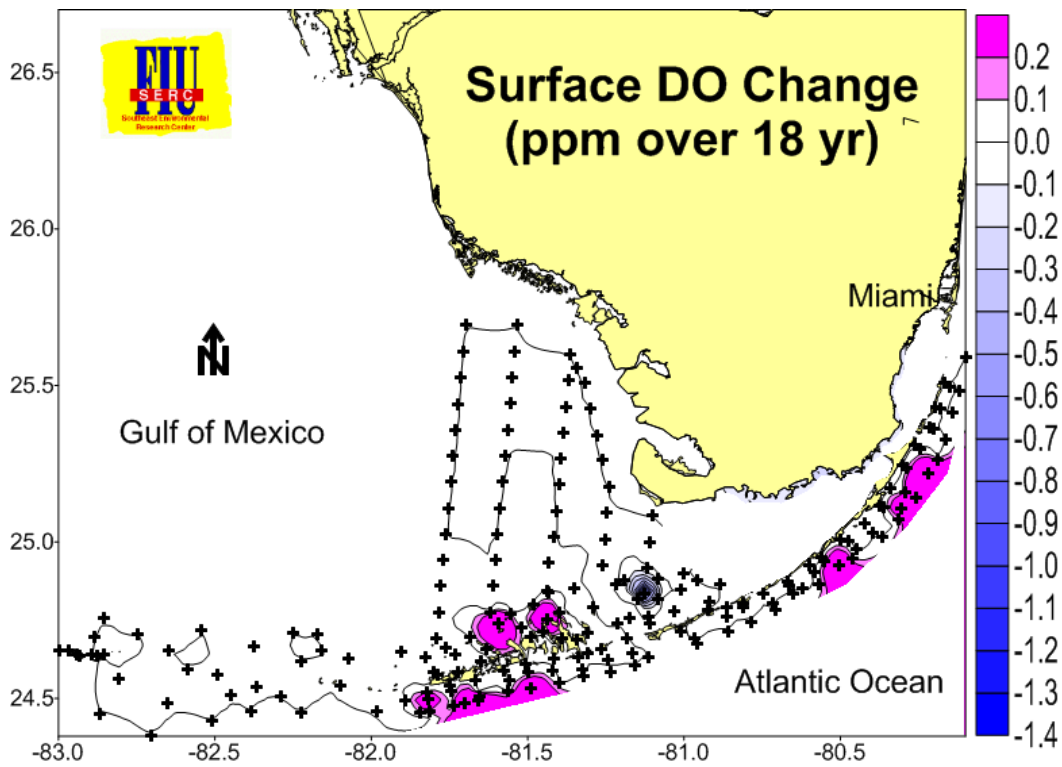 FIU
SERC
Southeast Environmental
Research Center
Surface DO Change
(ppm over 18 yr)
Miami
N
Gulf of Mexico
Atlantic Ocean
26.5
26.0
25.5
25.0
24.5
-83.0
-82.5
-82.0
-81.5
-81.0
-80.5
0.2
0.1
0.0
-0.1
-0.2
-0.3
-0.4
-0.5
-0.6
-0.7
-0.8
-0.9
-1.0
-1.1
-1.2
-1.3
-1.4